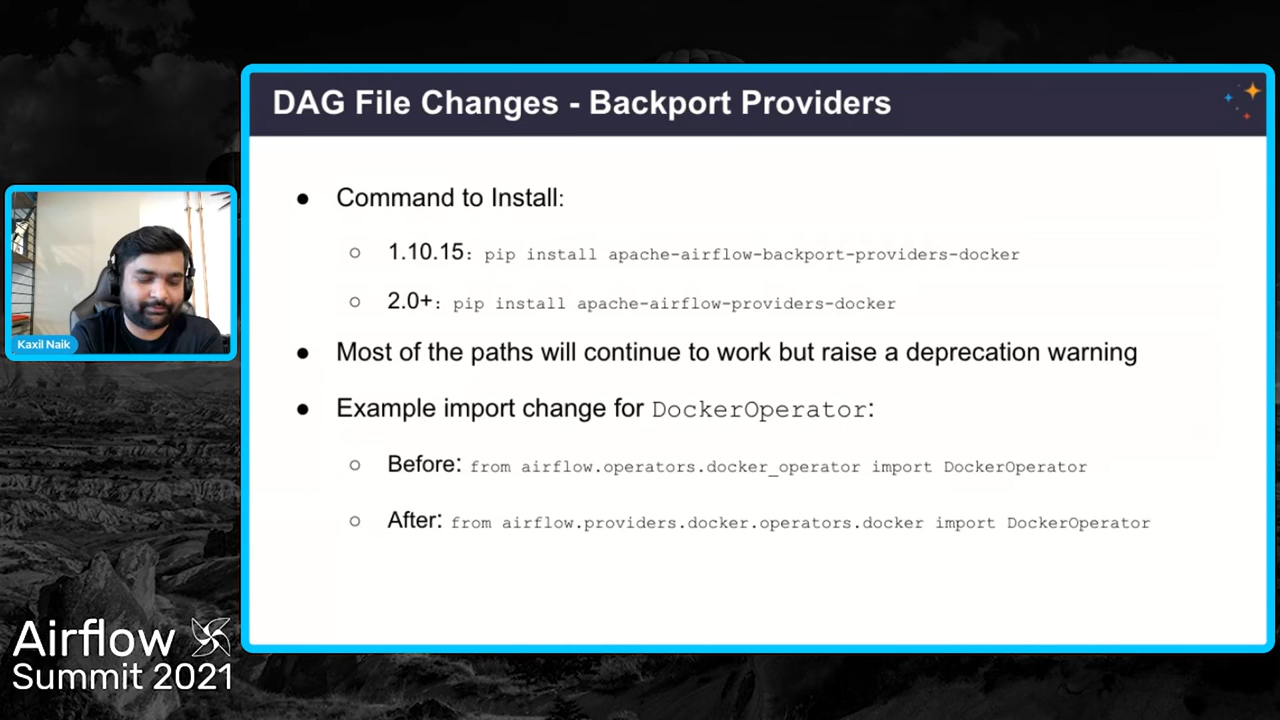 DAG File Changes - Backport Providers
● Command to Install:
○ 1.10.15: pip install apache-airflow-backport-providers-docker
○ 2.0+: pip install apache-airflow-providers-docker
● Most of the paths will continue to work but raise a deprecation warning
● Example import change for DockerOperator:
○ Before: from airflow.operators.docker_operator import DockerOperator
○ After: from airflow.providers.docker.operators.docker import DockerOperator
Kaxil Naik
Airflow
Summit 2021